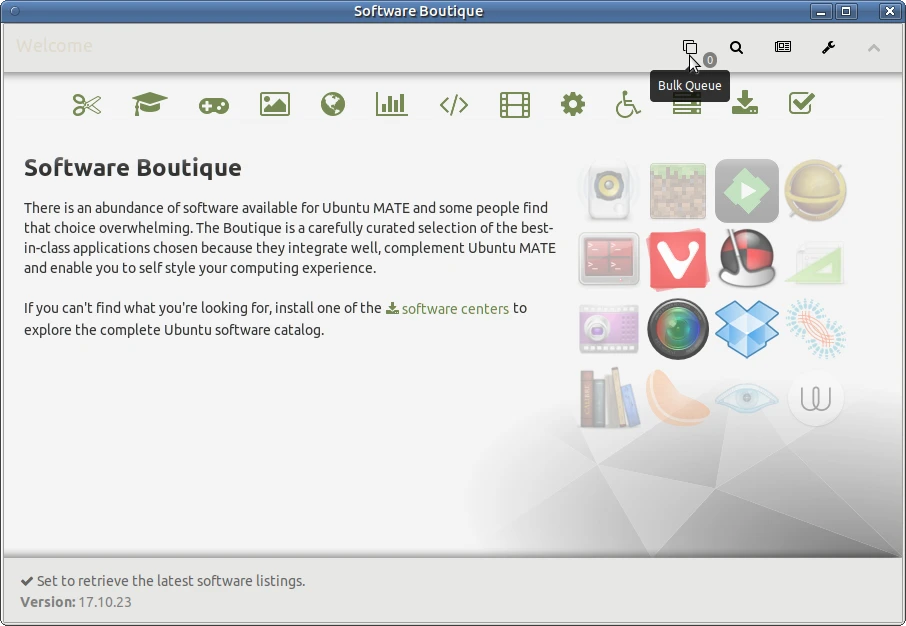 Software Boutique
Welcome
0
Bulk Queue
Software Boutique
There is an abundance of software available for Ubuntu MATE and some people find
that choice overwhelming. The Boutique is a carefully curated selection of the best-
in-class applications chosen because they integrate well, complement Ubuntu MATE
and enable you to self style your computing experience.
If you can't find what you're looking for, install one of the software centers to
explore the complete Ubuntu software catalog.
Set to retrieve the latest software listings.
Version: 17.10.23